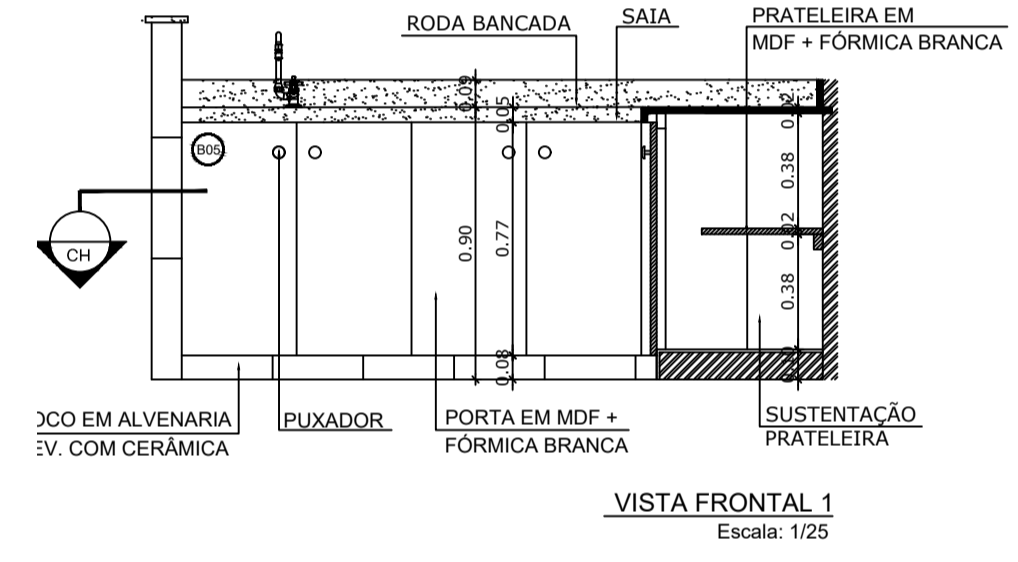 RODA BANCADA
SAIA
PRATELEIRA EM
MDF + FÓRMICA BRANCA
0.09
0.05
0.02
B05
0.38
0.90
0.77
0.02
CH
0.38
0.08
OCO EM ALVENARIA
EV. COM CERÂMICA
PUXADOR
PORTA EM MDF +
FÓRMICA BRANCA
SUSTENTAÇÃO
PRATELEIRA
VISTA FRONTAL 1
Escala: 1/25